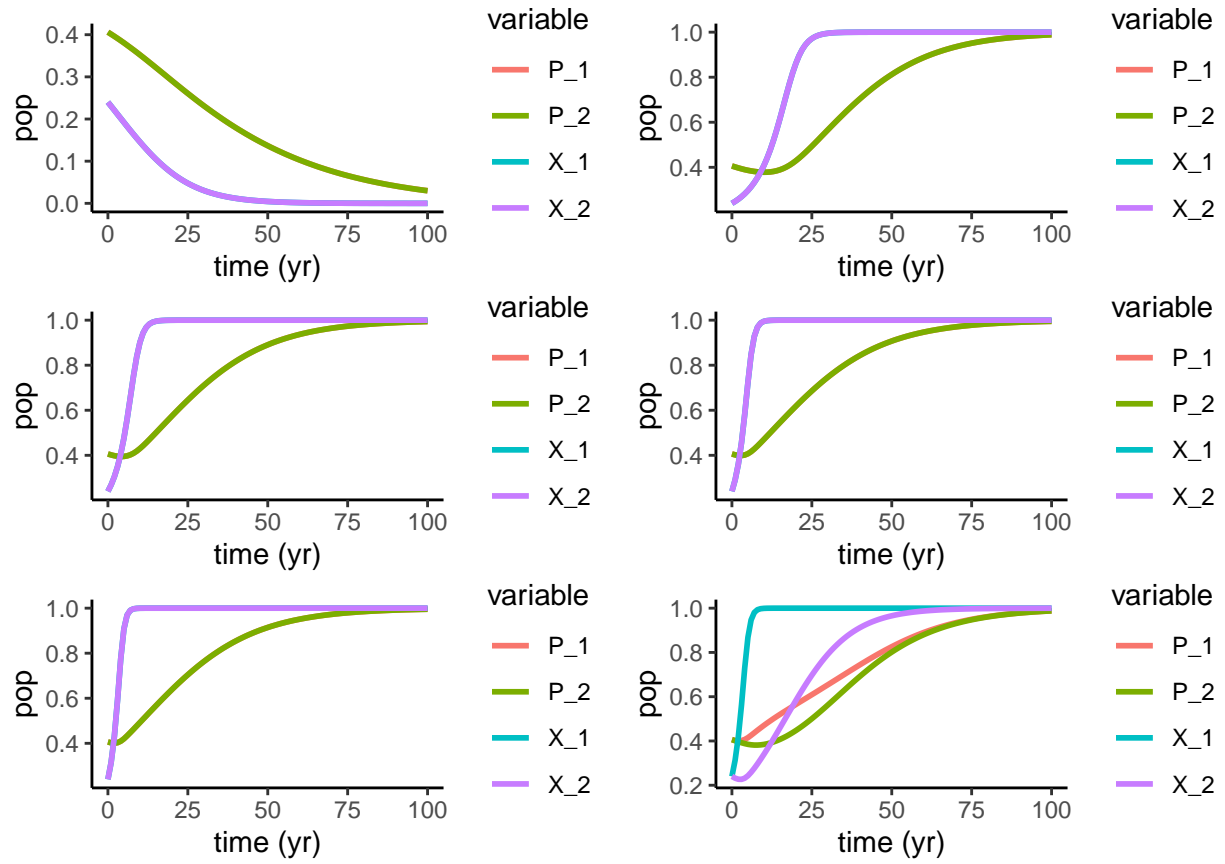 variable
P_1
P_2
X_1
X_2
pop
0.4
0.3
0.2
0.1
0.0
0 25 50 75 100
time (yr)
variable
P_1
P_2
X_1
X_2
pop
1.0
0.8
0.6
0.4
0 25 50 75 100
time (yr)
variable
P_1
P_2
X_1
X_2
pop
1.0
0.8
0.6
0.4
0 25 50 75 100
time (yr)
variable
P_1
P_2
X_1
X_2
pop
1.0
0.8
0.6
0.4
0 25 50 75 100
time (yr)
variable
P_1
P_2
X_1
X_2
pop
1.0
0.8
0.6
0.4
0 25 50 75 100
time (yr)
variable
P_1
P_2
X_1
X_2
pop
1.0
0.8
0.6
0.4
0.2
0 25 50 75 100
time (yr)